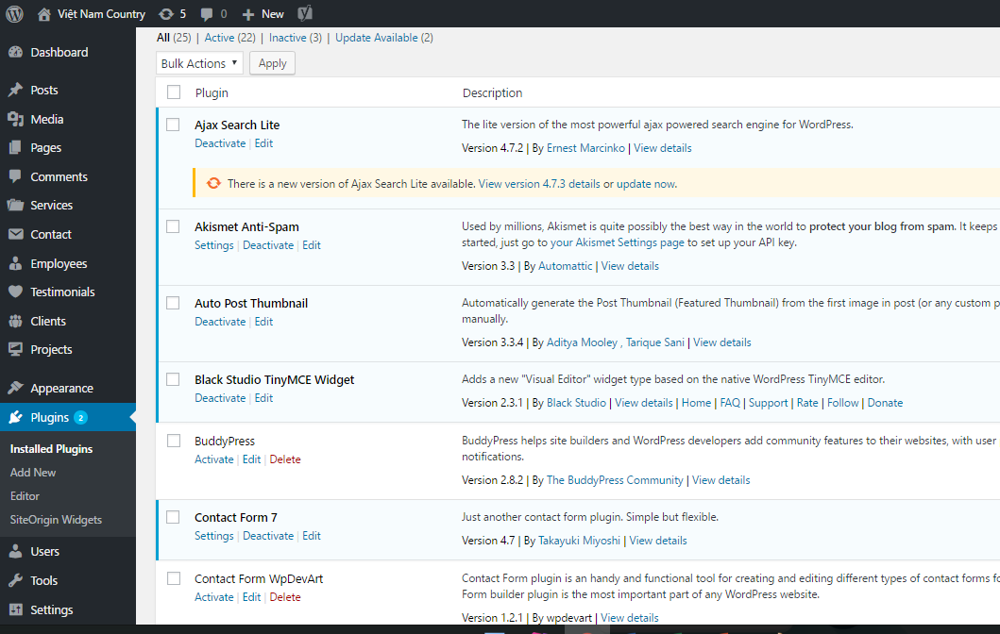 Việt Nam Country 5 0 + New
Dashboard
Posts
Media
Pages
Comments
Services
Contact
Employees
Testimonials
Clients
Projects
Appearance
Plugins 2
Installed Plugins
Add New
Editor
SiteOrigin Widgets
Users
Tools
Settings
All (25) | Active (22) | Inactive (3) | Update Available (2)
Bulk Actions Apply
Plugin Description
Ajax Search Lite
Deactivate | Edit
The lite version of the most powerful ajax powered search engine for WordPress.
Version 4.7.2 | By Ernest Marcinko | View details
There is a new version of Ajax Search Lite available. View version 4.7.3 details or update now.
Akismet Anti-Spam
Settings | Deactivate | Edit
Used by millions, Akismet is quite possibly the best way in the world to protect your blog from spam. It keeps
started, just go to your Akismet Settings page to set up your API key.
Version 3.3 | By Automattic | View details
Auto Post Thumbnail
Deactivate | Edit
Automatically generate the Post Thumbnail (Featured Thumbnail) from the first image in post (or any custom p
manually.
Version 3.3.4 | By Aditya Mooley , Tarique Sani | View details
Black Studio TinyMCE Widget
Deactivate | Edit
Adds a new "Visual Editor" widget type based on the native WordPress TinyMCE editor.
Version 2.3.1 | By Black Studio | View details | Home | FAQ | Support | Rate | Follow | Donate
BuddyPress
Activate | Edit | Delete
BuddyPress helps site builders and WordPress developers add community features to their websites, with user
notifications.
Version 2.8.2 | By The BuddyPress Community | View details
Contact Form 7
Settings | Deactivate | Edit
Just another contact form plugin. Simple but flexible.
Version 4.7 | By Takayuki Miyoshi | View details
Contact Form WpDevArt
Activate | Edit | Delete
Contact Form plugin is an handy and functional tool for creating and editing different types of contact forms fo
Form builder plugin is the most important part of any WordPress website.
Version 1.2.1 | By wpdevart | View details